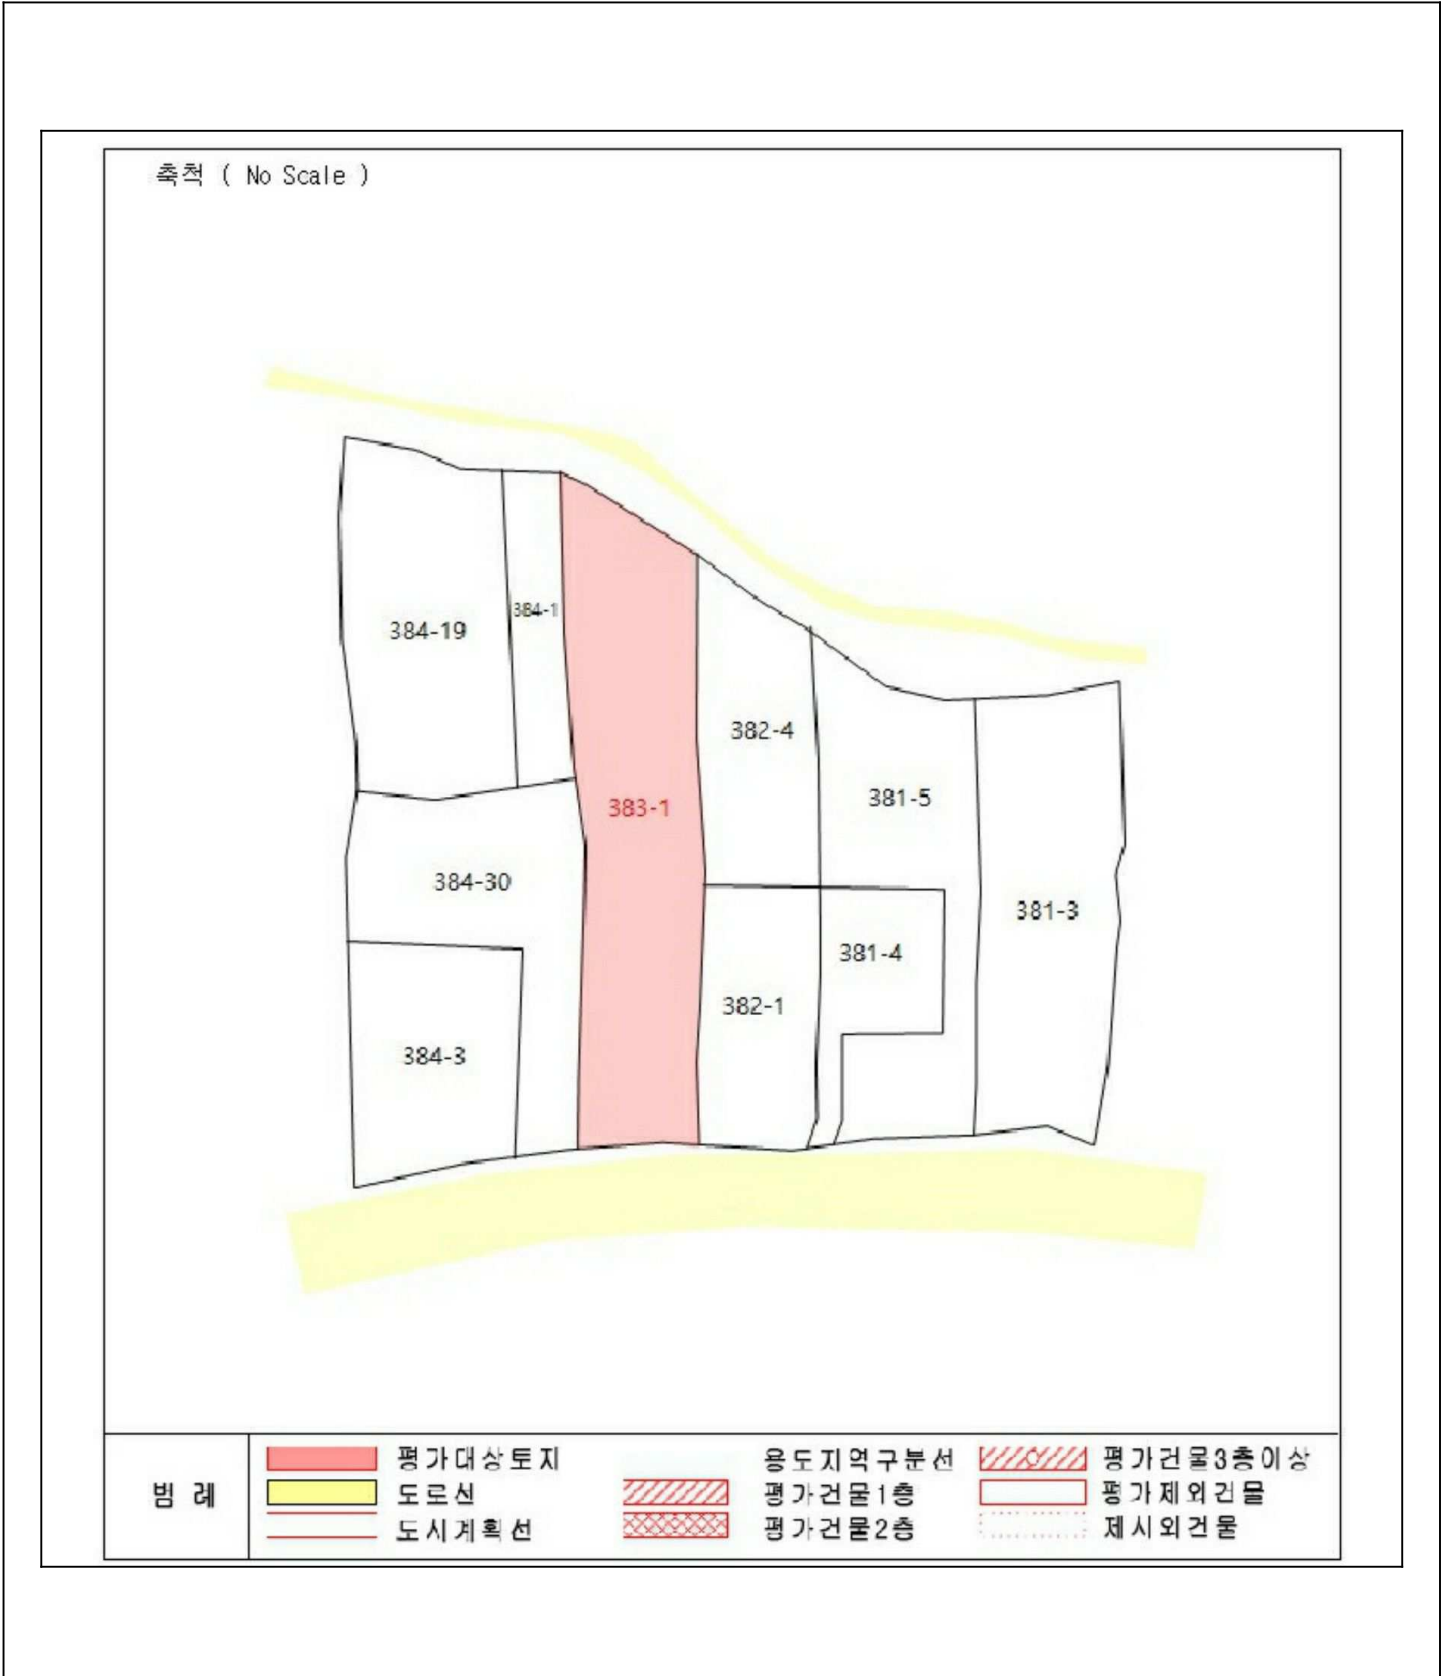 축척 ( No Scale )
384-19
384-1
382-4
381-5
383-1
384-30
381-3
381-4
382-1
384-3
범 례
평가대상토지
용도지역구분선
평가건물3층이상
도로선
평가건물1층
평가제외건물
도시계획선
평가건물2층
제시외건물